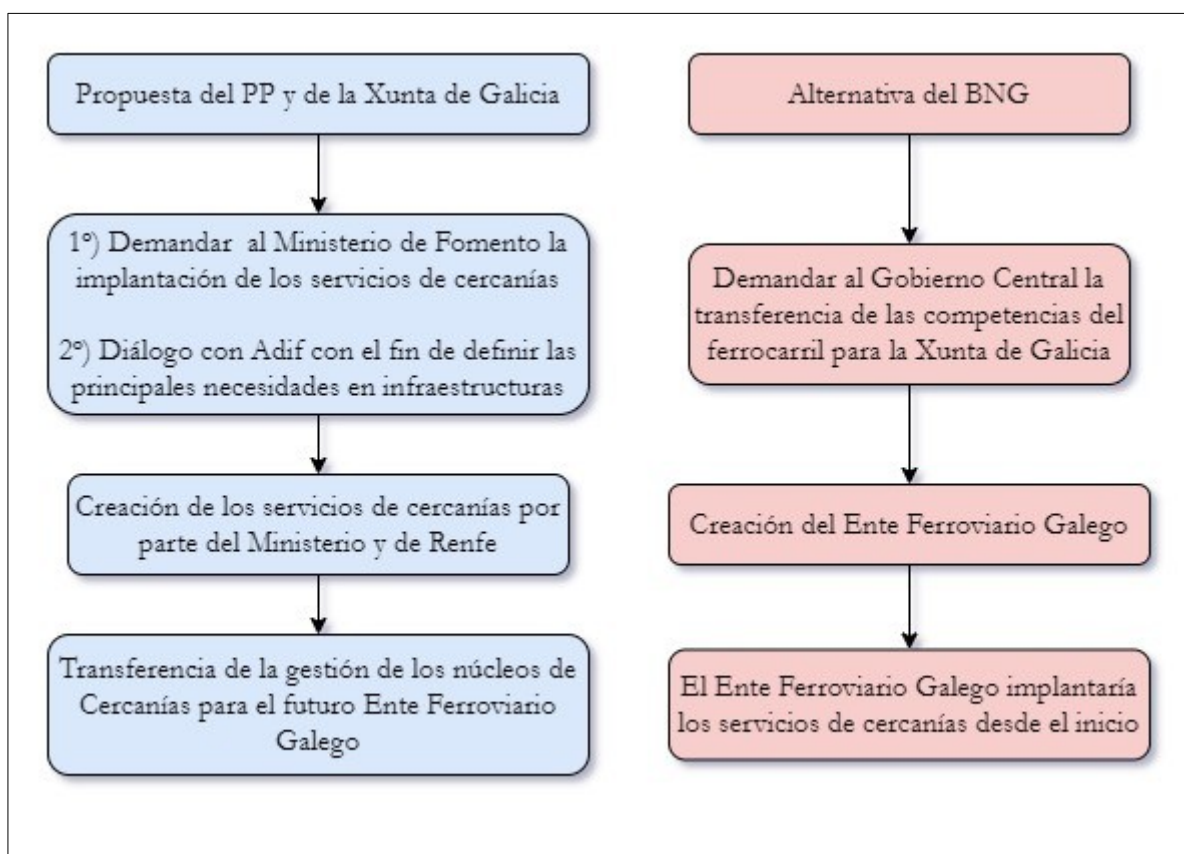 Propuesta del PP y de la Xunta de Galicia
1º) Demandar al Ministerio de Fomento la
implantación de los servicios de cercanías
2º) Diálogo con Adif con el fin de definir las
principales necesidades en infraestructuras
Creación de los servicios de cercanías por
parte del Ministerio y de Renfe
Transferencia de la gestión de los núcleos de
Cercanías para el futuro Ente Ferroviario
Galego
Alternativa del BNG
Demandar al Gobierno Central la
transferencia de las competencias del
ferrocarril para la Xunta de Galicia
Creación del Ente Ferroviario Galego
El Ente Ferroviario Galego implantaría
los servicios de cercanías desde el inicio